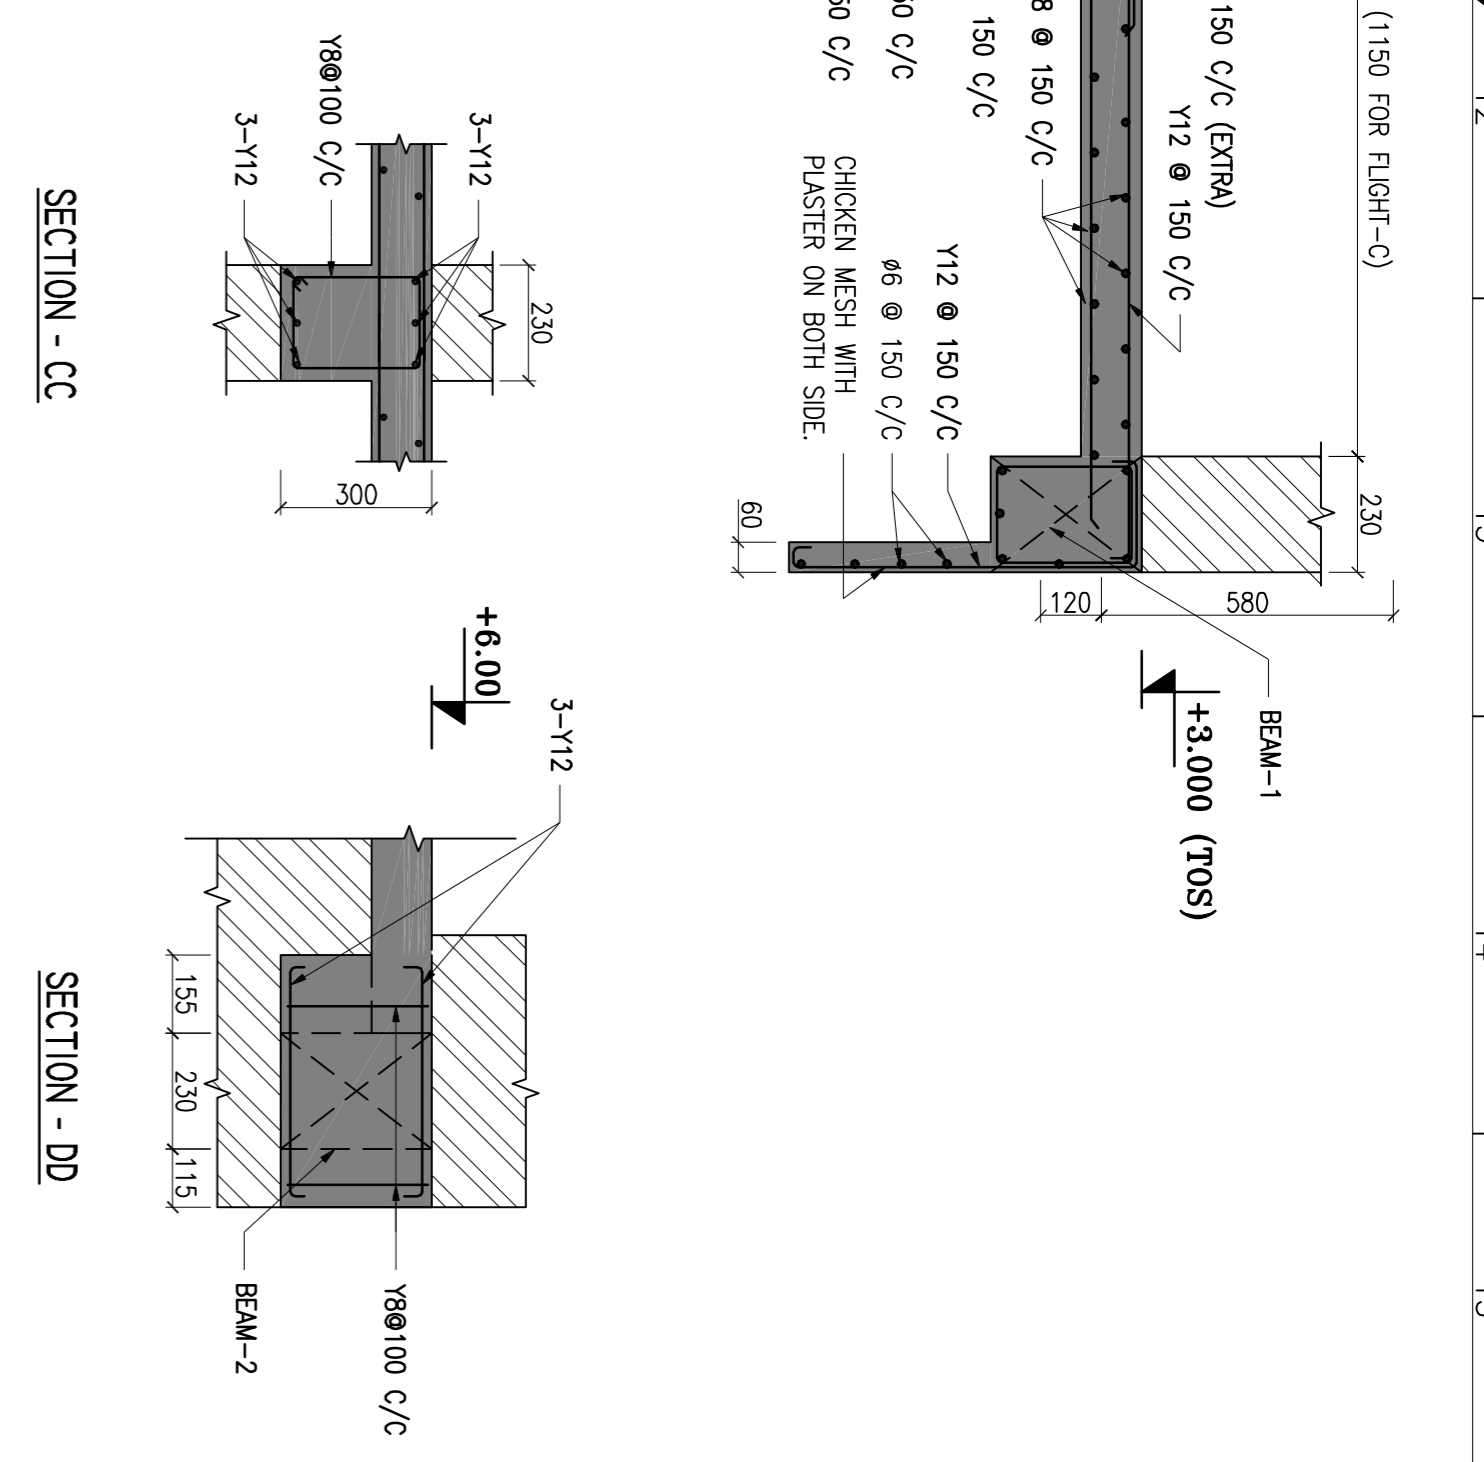 (1150 FOR FLIGHT-C)
150 C/C (EXTRA)
Y12 @ 150 C/C
8 @ 150 C/C
150 C/C
50 C/C
50 C/C
Y12 @ 150 C/C
ø6 @ 150 C/C
CHICKEN MESH WITH
PLASTER ON BOTH SIDE.
230
580
120
60
BEAM-1
+3.000 (TOS)
3-Y12
Y8@100 C/C
3-Y12
230
300
SECTION - CC
+6.00
3-Y12
155
230
115
BEAM-2
Y8@100 C/C
SECTION - DD